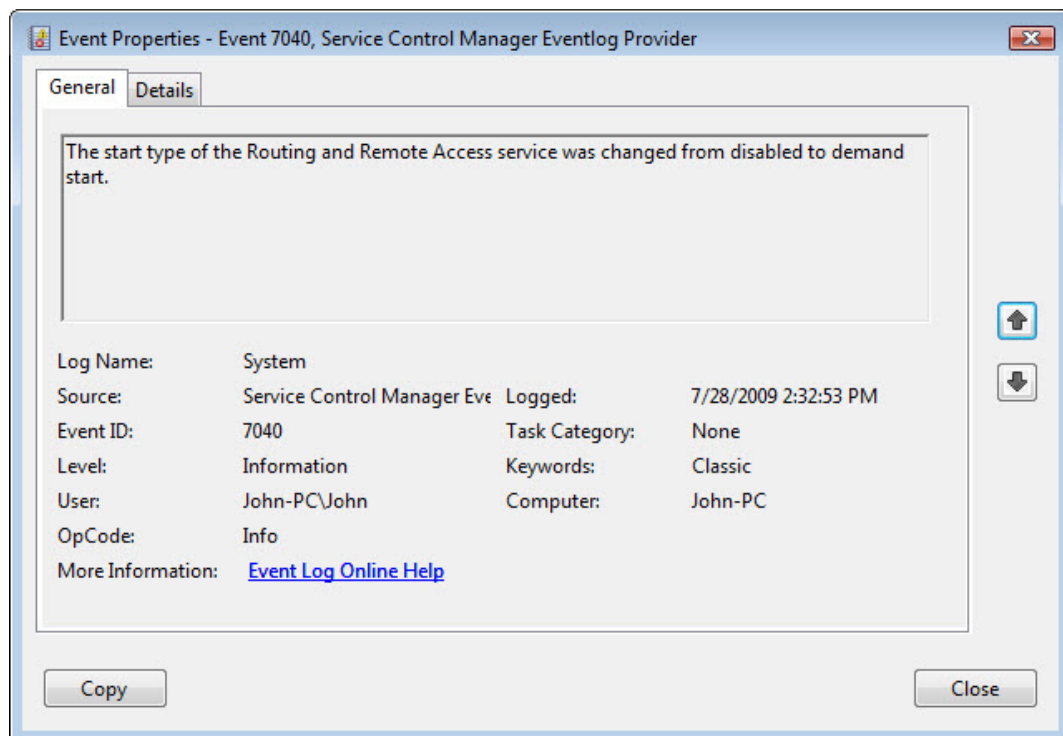 Event Properties - Event 7040, Service Control Manager Eventlog Provider
General Details
The start type of the Routing and Remote Access service was changed from disabled to demand
start.
Log Name: System
Source: Service Control Manager Eve Logged: 7/28/2009 2:32:53 PM
Event ID: 7040 Task Category: None
Level: Information Keywords: Classic
User: John-PC\John Computer: John-PC
OpCode: Info
More Information: Event Log Online Help
Copy Close